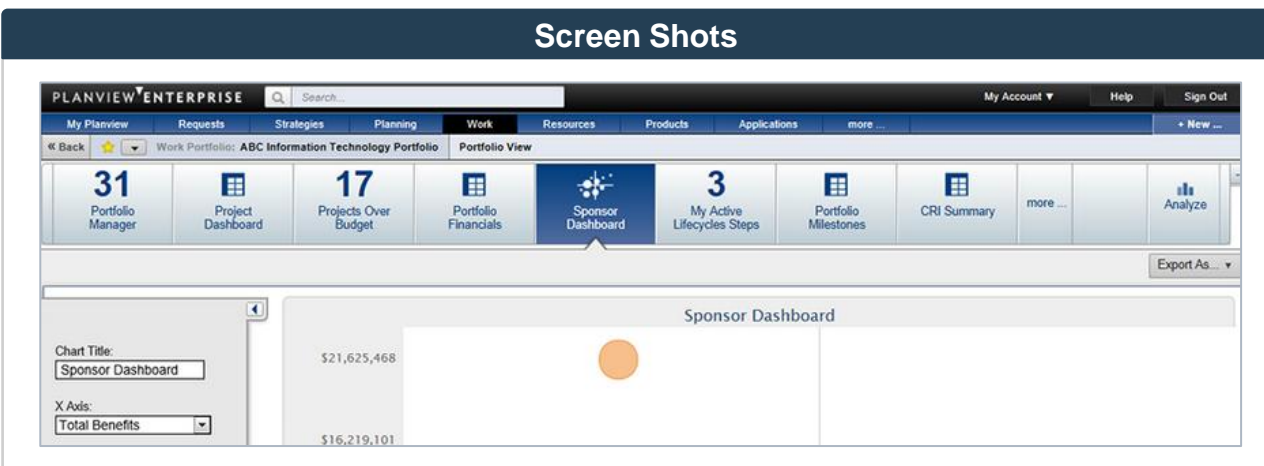 Screen Shots
PLANVIEW ENTERPRISE Search... My Account Help Sign Out
My Planview Requests Strategies Planning Work Resources Products Applications more ... + New ...
« Back Work Portfolio: ABC Information Technology Portfolio Portfolio View
31 17 3
Portfolio Manager Project Dashboard Projects Over Budget Portfolio Financials Sponsor Dashboard My Active Lifecycles Steps Portfolio Milestones CRI Summary more ... Analyze
Export As...
Sponsor Dashboard
Chart Title:
Sponsor Dashboard
$21,625,468
X Axis:
Total Benefits
$16,219,101